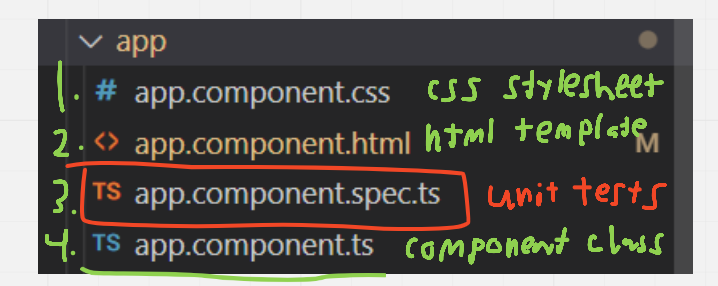 app
1. # app.component.css css stylesheet
2. <> app.component.html html template M
3. TS app.component.spec.ts unit tests
4. TS app.component.ts component class